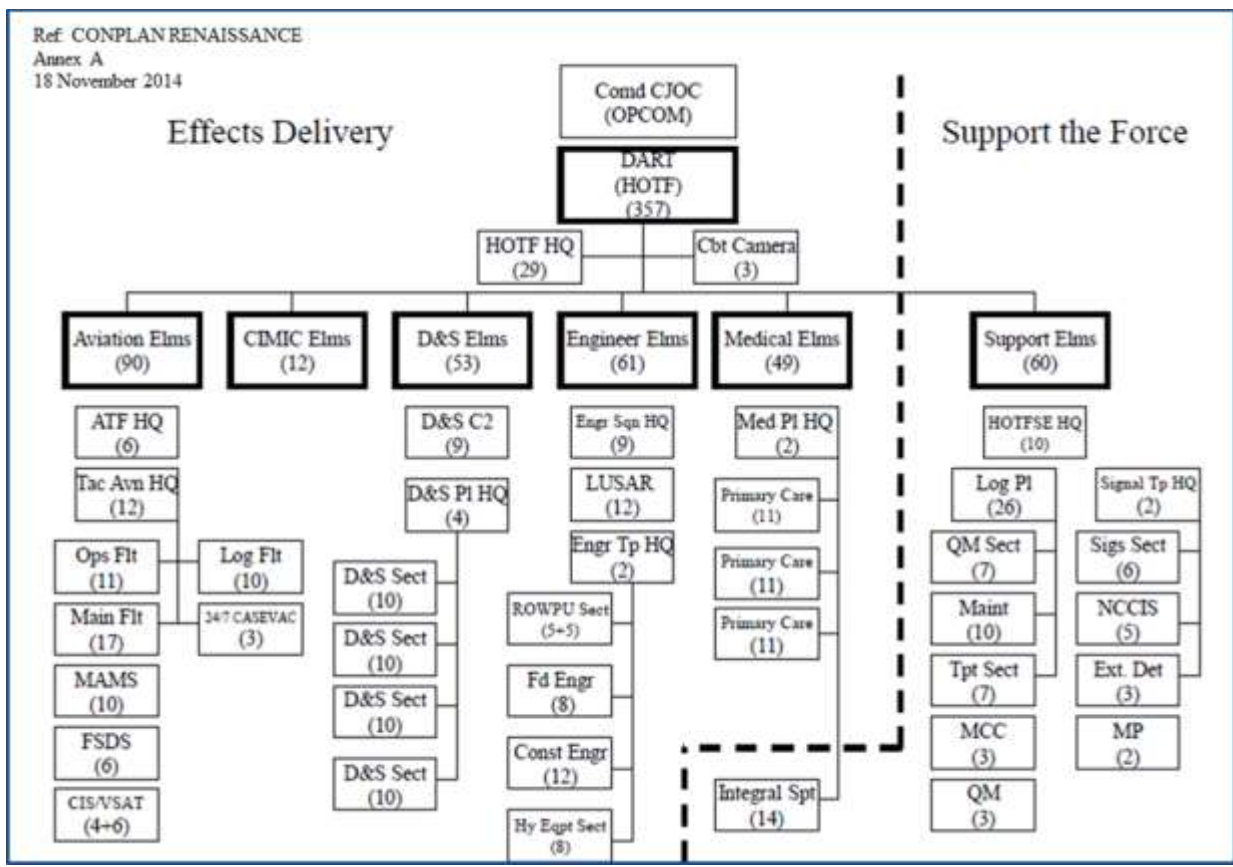 Ref: CONPLAN RENAISSANCE
Annex A
18 November 2014
Effects Delivery
Support the Force
Comd CJOC
(OPCOM)
DART
(HOTF)
(357)
HOTF HQ
(29)
Cbt Camera
(3)
Aviation Elms
(90)
CIMIC Elms
(12)
D&S Elms
(53)
Engineer Elms
(61)
Medical Elms
(49)
Support Elms
(60)
ATF HQ
(6)
Tac Avn HQ
(12)
Ops Flt
(11)
Log Flt
(10)
Main Flt
(17)
24/7 CASEVAC
(3)
MAMS
(10)
FSDS
(6)
CIS/VSAT
(4+6)
D&S C2
(9)
D&S Pl HQ
(4)
D&S Sect
(10)
D&S Sect
(10)
D&S Sect
(10)
D&S Sect
(10)
Engr Sqn HQ
(9)
LUSAR
(12)
Engr Tp HQ
(2)
ROWPU Sect
(5+5)
Fd Engr
(8)
Const Engr
(12)
Hy Eqpt Sect
(8)
Med Pl HQ
(2)
Primary Care
(11)
Primary Care
(11)
Primary Care
(11)
Integral Spt
(14)
HOTFSE HQ
(10)
Log Pl
(26)
QM Sect
(7)
Maint
(10)
Tpt Sect
(7)
MCC
(3)
QM
(3)
Signal Tp HQ
(2)
Sigs Sect
(6)
NCCIS
(5)
Ext. Det
(3)
MP
(2)